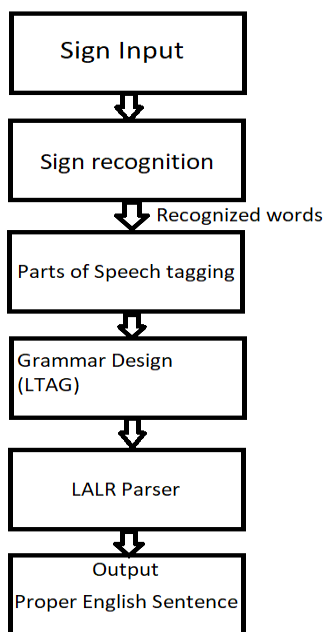 Sign Input
Sign recognition
Recognized words
Parts of Speech tagging
Grammar Design
(LTAG)
LALR Parser
Output
Proper English Sentence